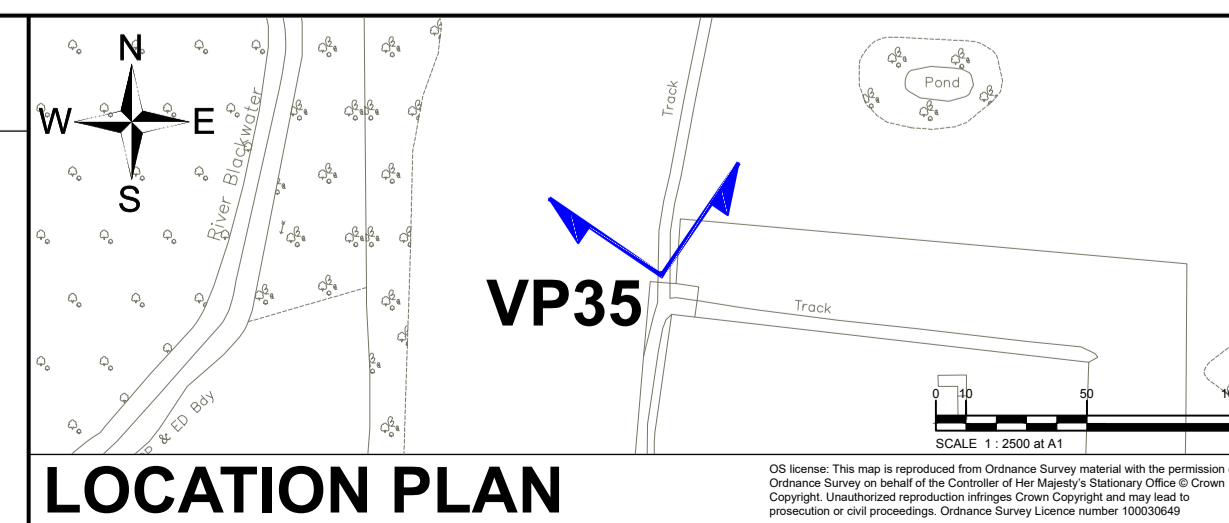 N
W
E
S
River Blackwater
Track
Pond
VP35
Track
& ED Bdy
0
10
50
SCALE 1 : 2500 at A1
LOCATION PLAN
OS license: This map is reproduced from Ordnance Survey material with the permission
Ordnance Survey on behalf of the Controller of Her Majesty's Stationary Office © Crown
Copyright. Unauthorized reproduction infringes Crown Copyright and may lead to
prosecution or civil proceedings. Ordnance Survey Licence number 100030649